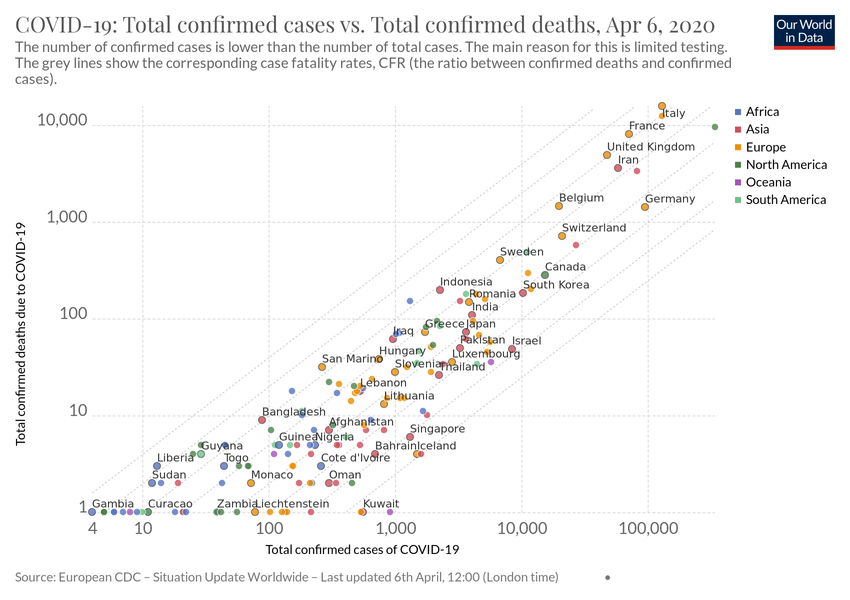 COVID-19: Total confirmed cases vs. Total confirmed deaths, Apr 6, 2020
Our World
in Data
The number of confirmed cases is lower than the number of total cases. The main reason for this is limited testing.
The grey lines show the corresponding case fatality rates, CFR (the ratio between confirmed deaths and confirmed
cases).
10,000
Italy
Africa
France
Asia
United Kingdom
Europe
Iran
North America
Oceania
Belgium
Germany
South America
1,000
Switzerland
Sweden
Canada
Indonesia
South Korea
Romania
India
100
Iraq
Greece
Japan
Pakistan
Israel
Hungary
Luxembourg
San Marino
Slovenia
Thailand
Lebanon
Lithuania
10
Bangladesh
Afghanistan
Singapore
Guinea
Nigeria
Guyana
Bahrain
Iceland
Liberia
Togo
Cote d'Ivoire
Sudan
Monaco
Oman
1
Gambia
Curacao
Zambia
Liechtenstein
Kuwait
4
10
100
1,000
10,000
100,000
Total confirmed deaths due to COVID-19
Total confirmed cases of COVID-19
Source: European CDC – Situation Update Worldwide – Last updated 6th April, 12:00 (London time)